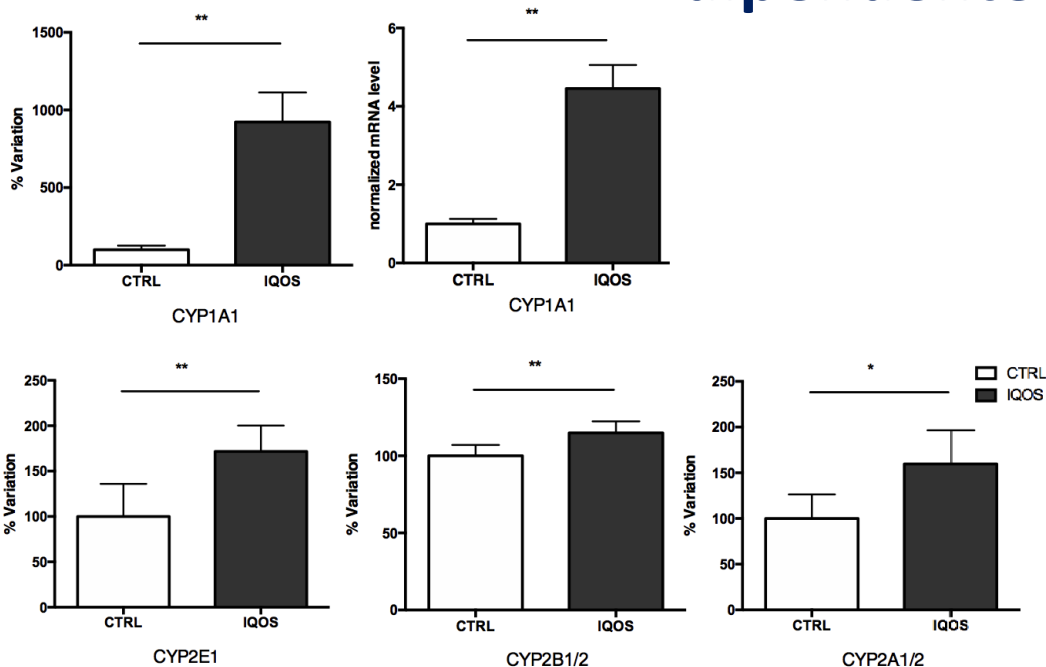 **
1500
1000
500
0
% Variation
CTRL
IQOS
CYP1A1
**
6
4
2
0
normalized mRNA level
CTRL
IQOS
CYP1A1
**
250
200
150
100
50
0
% Variation
CTRL
IQOS
CYP2E1
**
150
100
50
0
% Variation
CTRL
IQOS
CYP2B1/2
*
250
200
150
100
50
0
% Variation
CTRL
IQOS
CYP2A1/2
CTRL
IQOS